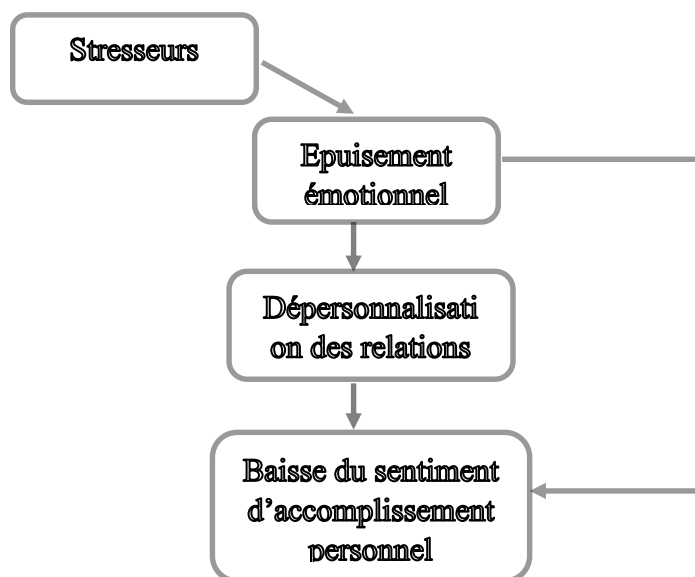 Stresseurs
Epuisement
émotionnel
Dépersonnalisati
on des relations
Baisse du sentiment
d’accomplissement
personnel